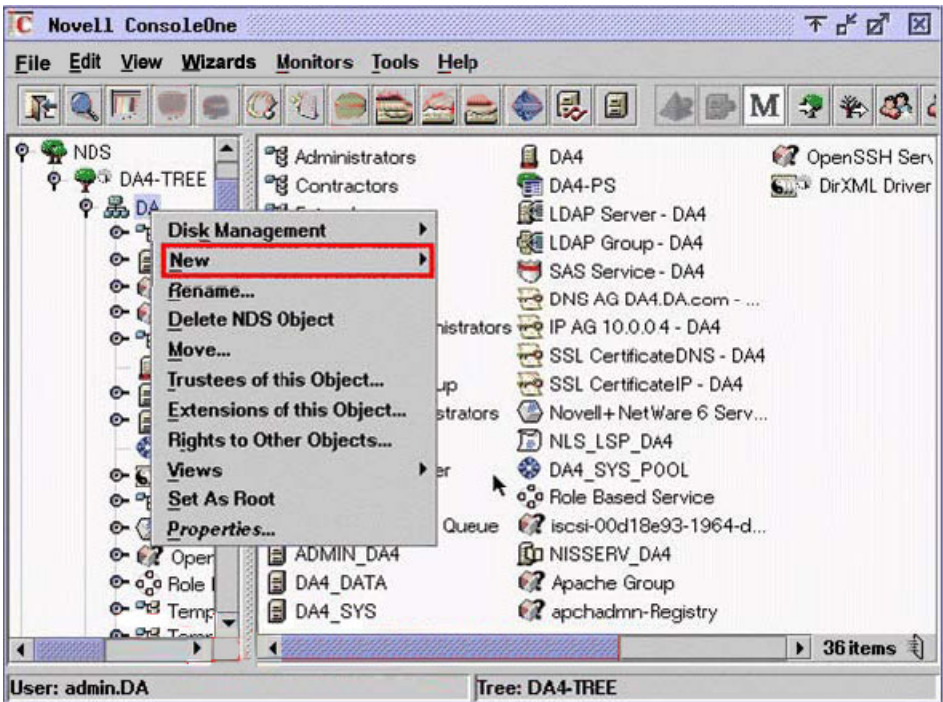 Novell ConsoleOne
File Edit View Wizards Monitors Tools Help
NDS
DA4-TREE
DA
Oper
Role
Temp
Disk Management
New
Rename...
Delete NDS Object
Move...
Trustees of this Object...
Extensions of this Object...
Rights to Other Objects...
Views
Set As Root
Properties...
Administrators
Contractors
Queue
ADMIN_DA4
DA4_DATA
DA4_SYS
DA4
DA4-PS
LDAP Server - DA4
LDAP Group - DA4
SAS Service - DA4
DNS AG DA4.DA.com - ...
IP AG 10.0.0 4 - DA4
SSL CertificateDNS - DA4
SSL CertificateIP - DA4
Novell+NetWare 6 Serv...
NLS_LSP_DA4
DA4_SYS_POOL
Role Based Service
iscsi-00d18e93-1964-d...
NISSERV_DA4
Apache Group
apchadmn-Registry
OpenSSH Serv
DirXML Driver
36 items
User: admin.DA
Tree: DA4-TREE